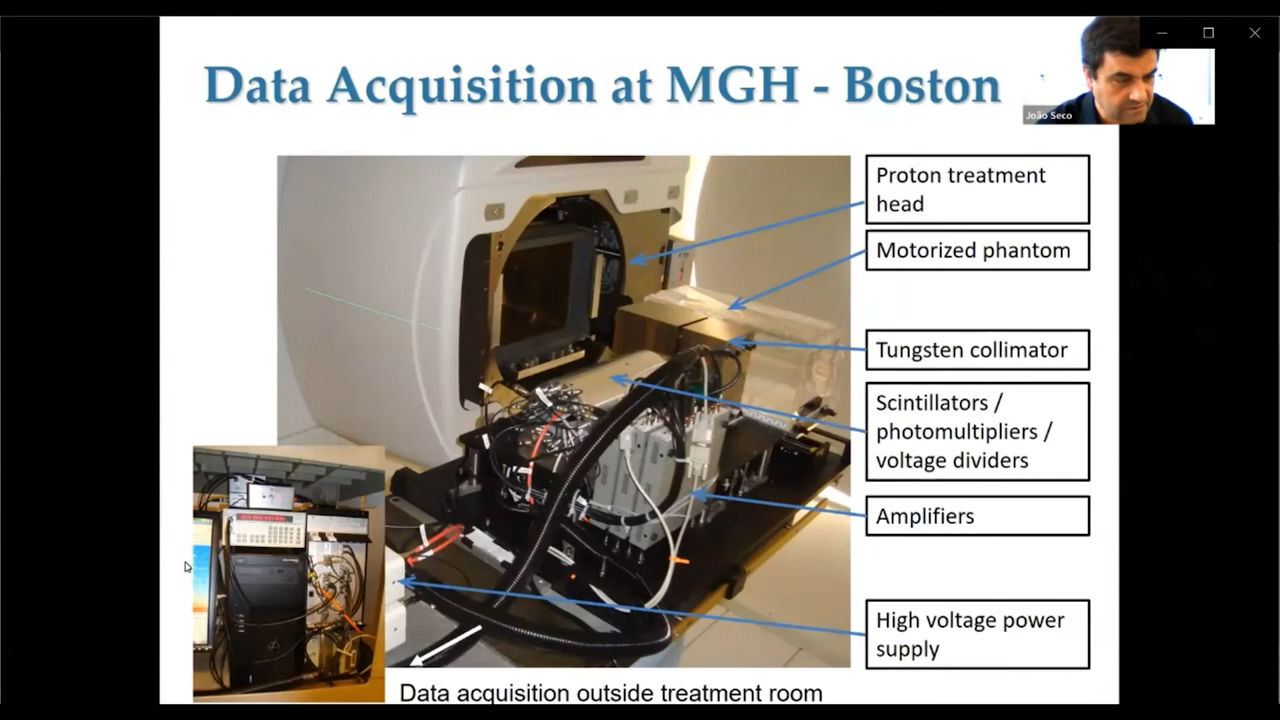 Data Acquisition at MGH - Boston
João Seco
Proton treatment
head
Motorized phantom
Tungsten collimator
Scintillators /
photomultipliers /
voltage dividers
Amplifiers
High voltage power
supply
Data acquisition outside treatment room